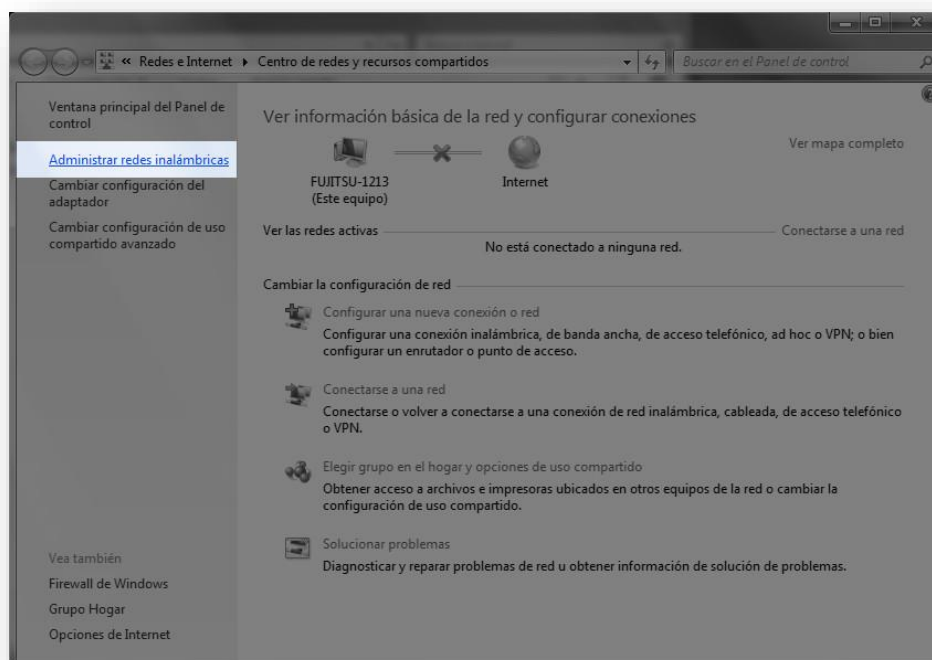 « Redes e Internet ▸ Centro de redes y recursos compartidos
Buscar en el Panel de control
Ventana principal del Panel de
control
Administrar redes inalámbricas
Cambiar configuración del
adaptador
Cambiar configuración de uso
compartido avanzado
Ver información básica de la red y configurar conexiones
Ver mapa completo
FUJITSU-1213
(Este equipo)
Internet
Ver las redes activas
Conectarse a una red
No está conectado a ninguna red.
Cambiar la configuración de red
Configurar una nueva conexión o red
Configurar una conexión inalámbrica, de banda ancha, de acceso telefónico, ad hoc o VPN; o bien
configurar un enrutador o punto de acceso.
Conectarse a una red
Conectarse o volver a conectarse a una conexión de red inalámbrica, cableada, de acceso telefónico
o VPN.
Elegir grupo en el hogar y opciones de uso compartido
Obtener acceso a archivos e impresoras ubicados en otros equipos de la red o cambiar la
configuración de uso compartido.
Solucionar problemas
Diagnosticar y reparar problemas de red u obtener información de solución de problemas.
Vea también
Firewall de Windows
Grupo Hogar
Opciones de Internet